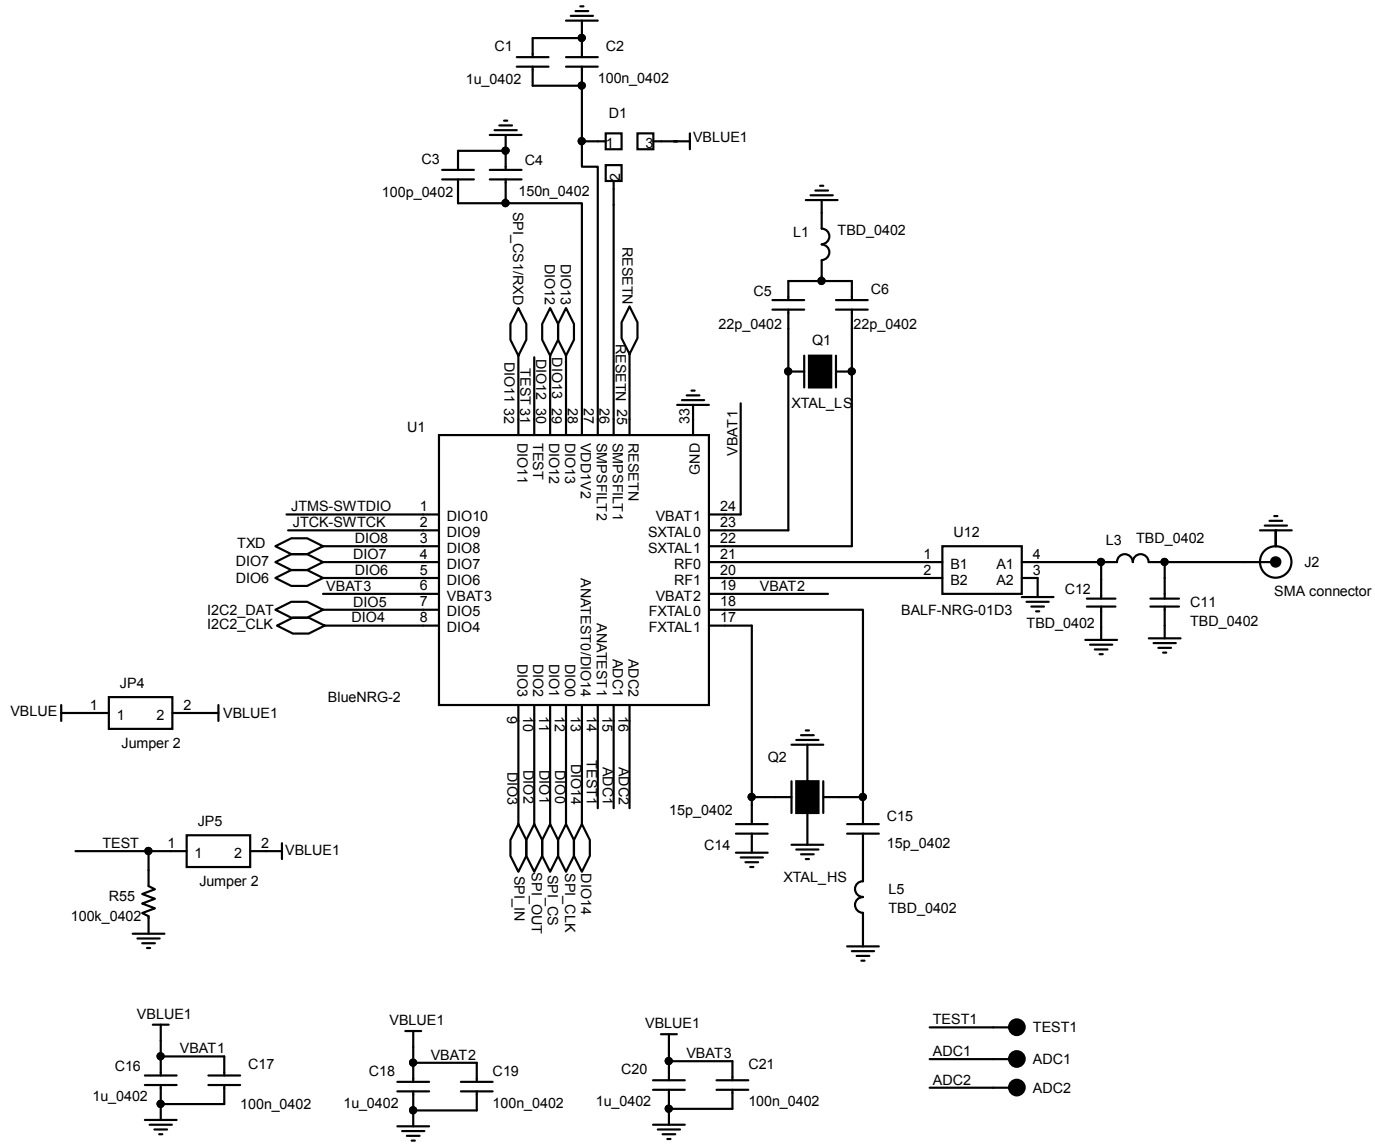 C1
C2
1u_0402
100n_0402
D1
1
3
VBLUE1
2
C3
C4
100p_0402
150n_0402
SPI_CS1/RXD
DIO12
DIO13
RESETN
L1
TBD_0402
C5
C6
22p_0402
22p_0402
Q1
XTAL_LS
DIO11
TEST
DIO12
DIO13
RESETN
32
31
30
29
28
27
26
25
33
VBAT1
U1
DIO11
TEST
DIO12
DIO13
VDD1V2
SMPSFILT2
SMPSFILT1
RESETN
GND
JTMS-SWTDIO 1 DIO10
JTCK-SWTCK 2 DIO9
TXD DIO8 3 DIO8
DIO7 DIO7 4 DIO7
DIO6 DIO6 5 DIO6
VBAT3 6 VBAT3
I2C2_DAT DIO5 7 DIO5
I2C2_CLK DIO4 8 DIO4
VBAT1 24
SXTAL0 23
SXTAL1 22
RF0 21
RF1 20
VBAT2 19 VBAT2
FXTAL0 18
FXTAL1 17
U12
1 B1 A1 4
2 B2 A2 3
BALF-NRG-01D3
L3 TBD_0402
J2
SMA connector
C12
TBD_0402
C11
TBD_0402
DIO3
DIO2
DIO1
DIO0
ANATEST0/DIO14
ANATEST1
ADC1
ADC2
BlueNRG-2
9
10
11
12
13
14
15
16
DIO3
DIO2
DIO1
DIO0
DIO14
TEST1
ADC1
ADC2
SPI_IN
SPI_OUT
SPI_CS
SPI_CLK
DIO14
JP4
VBLUE 1 1 2 2 VBLUE1
Jumper 2
JP5
TEST 1 1 2 2 VBLUE1
Jumper 2
R55
100k_0402
Q2
15p_0402
C14
XTAL_HS
C15
15p_0402
L5
TBD_0402
VBLUE1
VBAT1
C16
C17
1u_0402
100n_0402
VBLUE1
VBAT2
C18
C19
1u_0402
100n_0402
VBLUE1
VBAT3
C20
C21
1u_0402
100n_0402
TEST1 TEST1
ADC1 ADC1
ADC2 ADC2